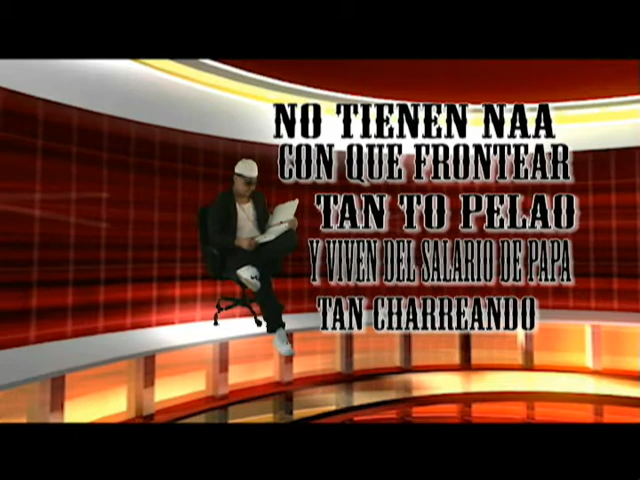 NO TIENEN NAA
CON QUE FRONTEAR
TAN TO PELAO
Y VIVEN DEL SALARIO DE PAPA
TAN CHARREANDO